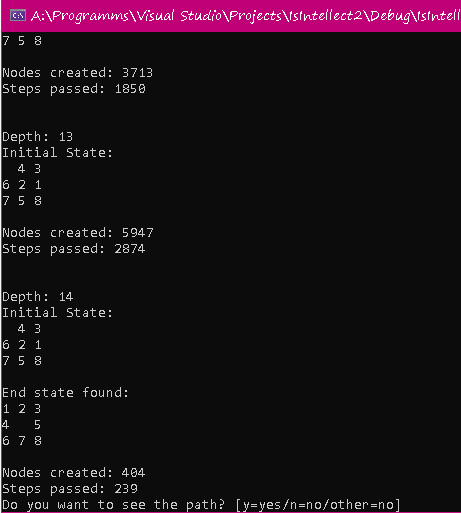 A:\Programms\Visual Studio\Projects\IsIntellect2\Debug\IsIntell
7 5 8
Nodes created: 3713
Steps passed: 1850
Depth: 13
Initial State:
  4 3
6 2 1
7 5 8
Nodes created: 5947
Steps passed: 2874
Depth: 14
Initial State:
  4 3
6 2 1
7 5 8
End state found:
1 2 3
4   5
6 7 8
Nodes created: 404
Steps passed: 239
Do you want to see the path? [y=yes/n=no/other=no]